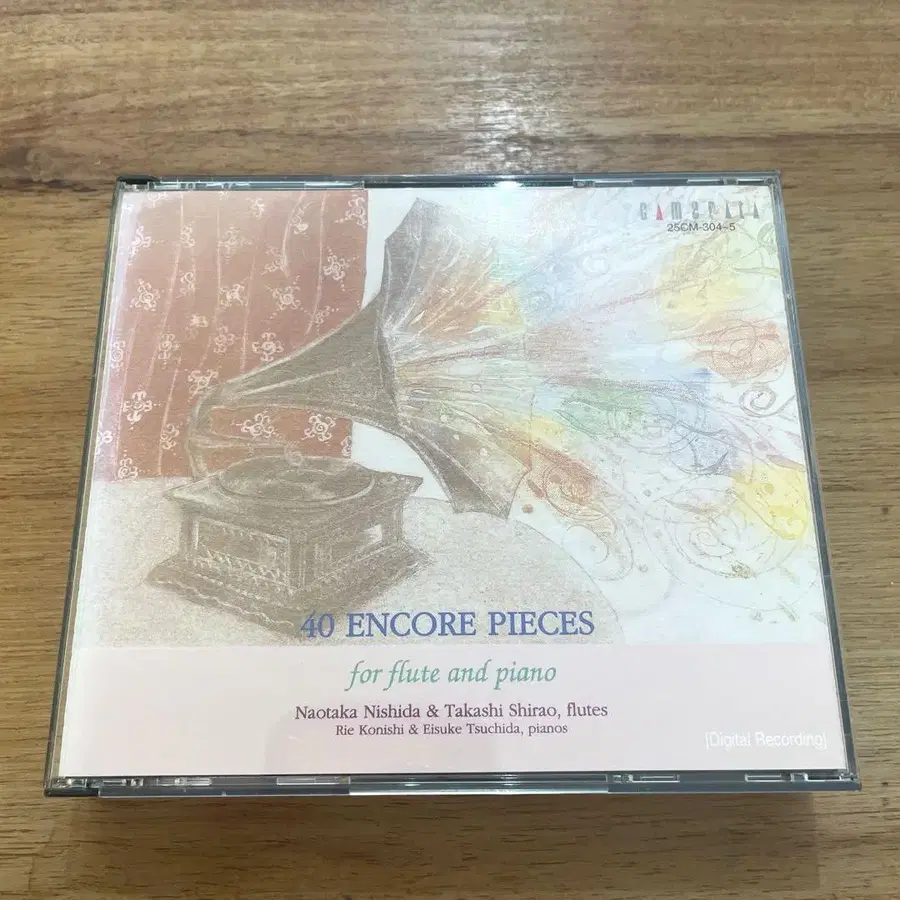 CAMERATA
25CM-304~5
40 ENCORE PIECES
for flute and piano
Naotaka Nishida & Takashi Shirao, flutes
Rie Konishi & Eisuke Tsuchida, pianos
[Digital Recording]